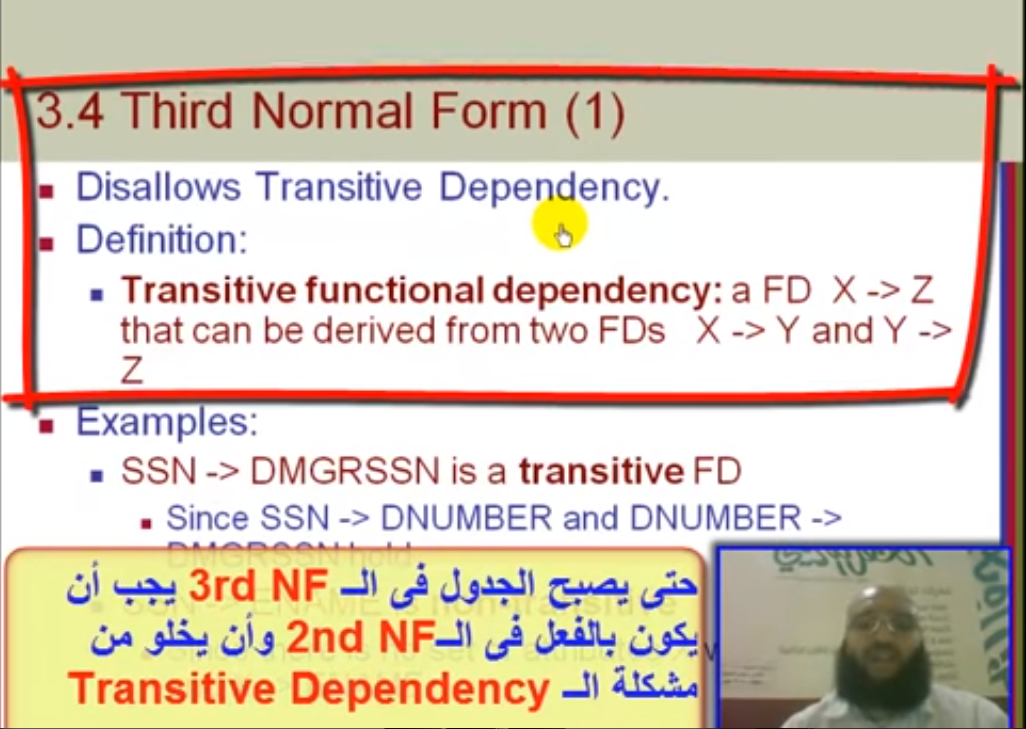 3.4 Third Normal Form (1)
Disallows Transitive Dependency.
Definition:
Transitive functional dependency: a FD X -> Z
that can be derived from two FDs X -> Y and Y ->
Z
Examples:
SSN -> DMGRSSN is a transitive FD
Since SSN -> DNUMBER and DNUMBER ->
DMGRSSN hold
حتى يصبح الجدول فى الـ 3rd NF يجب أن
يكون بالفعل فى الـ 2nd NF وأن يخلو من
مشكلة الـ Transitive Dependency